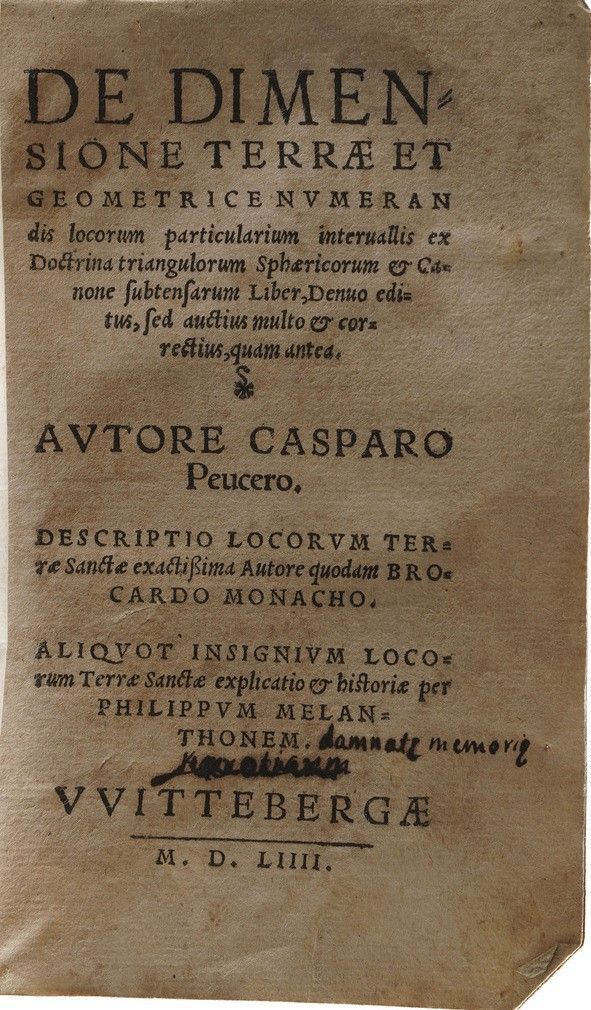 DE DIMEN-
SIONE TERRÆ ET
GEOMETRICE NVMERAN
dis locorum particularium interuallis ex
Doctrina triangulorum Sphæricorum & Ca-
none ſubtenſarum Liber, Denuo edi-
tus, ſed auctius multo & cor-
rectius, quam antea.
AVTORE CASPARO
Peucero.
DESCRIPTIO LOCORVM TER-
ræ Sanctæ exactißima Autore quodam BRO-
CARDO MONACHO.
ALIQVOT INSIGNIVM LOCO-
rum Terræ Sanctæ explicatio & historiæ per
PHILIPPVM MELAN-
THONEM. damnatę memorię
VVITTEBERGÆ
M. D. LIIII.